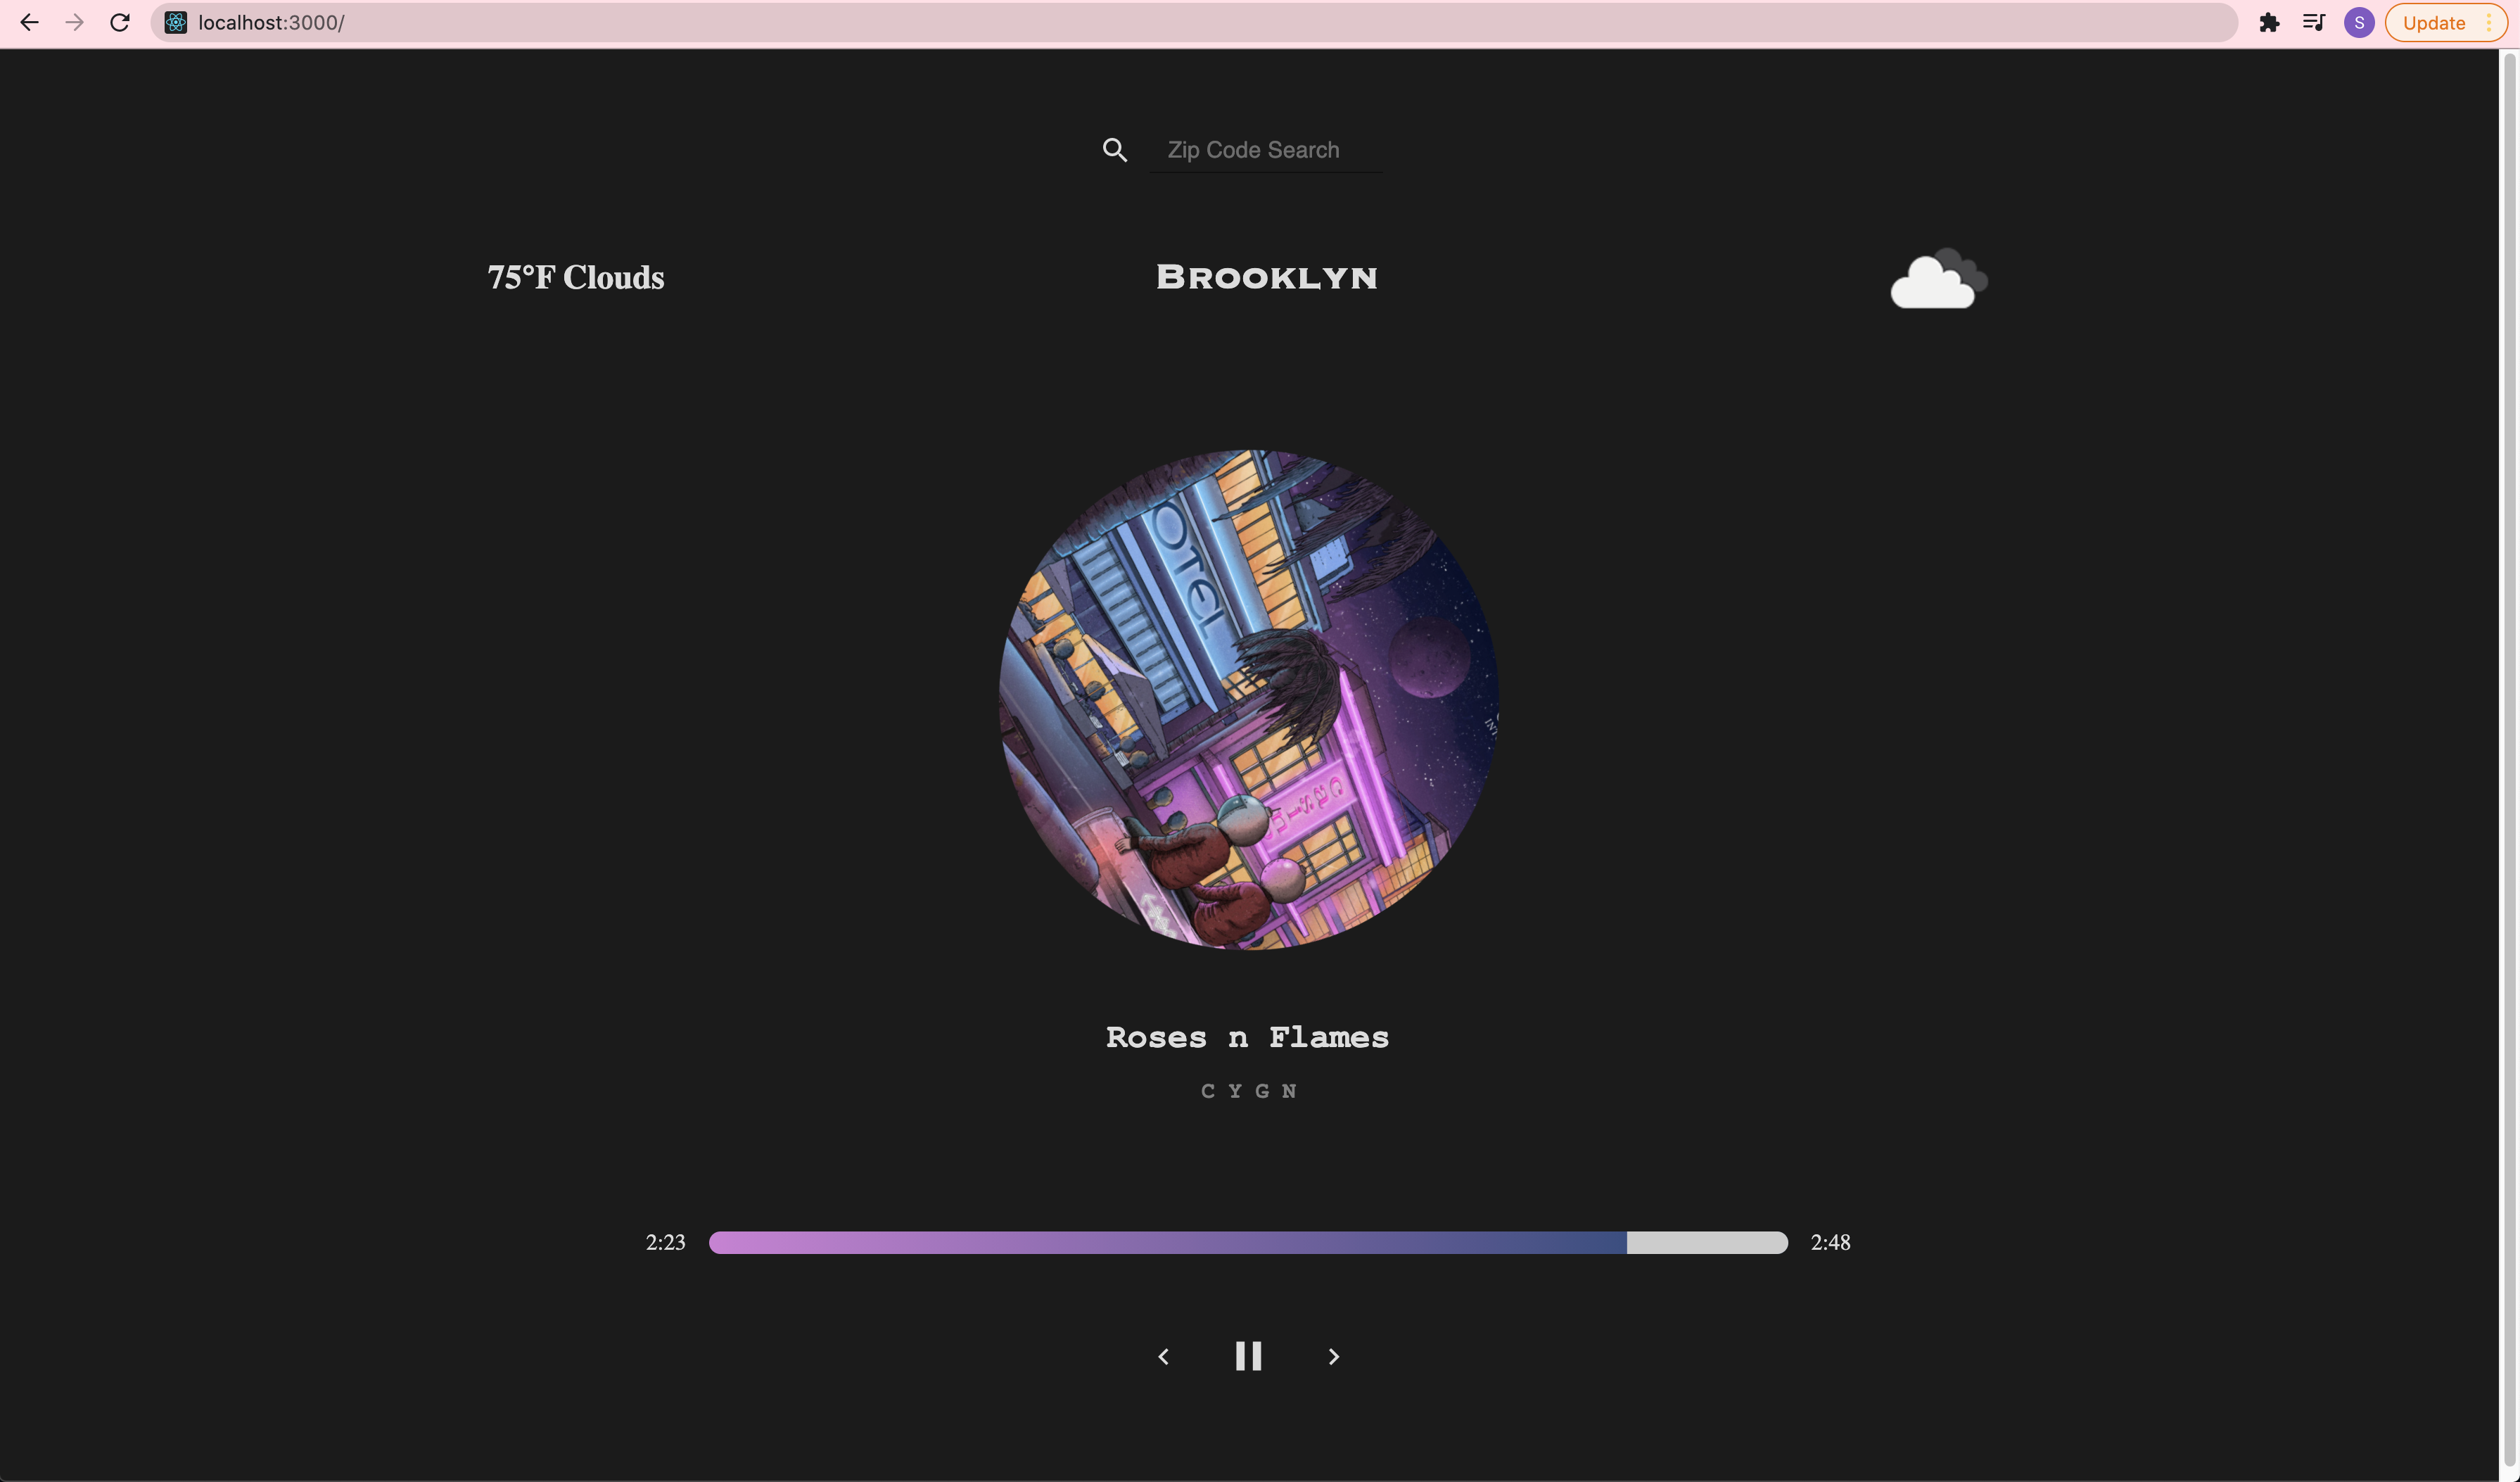 localhost:3000/
S
Update
Zip Code Search
75°F Clouds
Brooklyn
OTEL
Roses n Flames
C Y G N
2:23
2:48